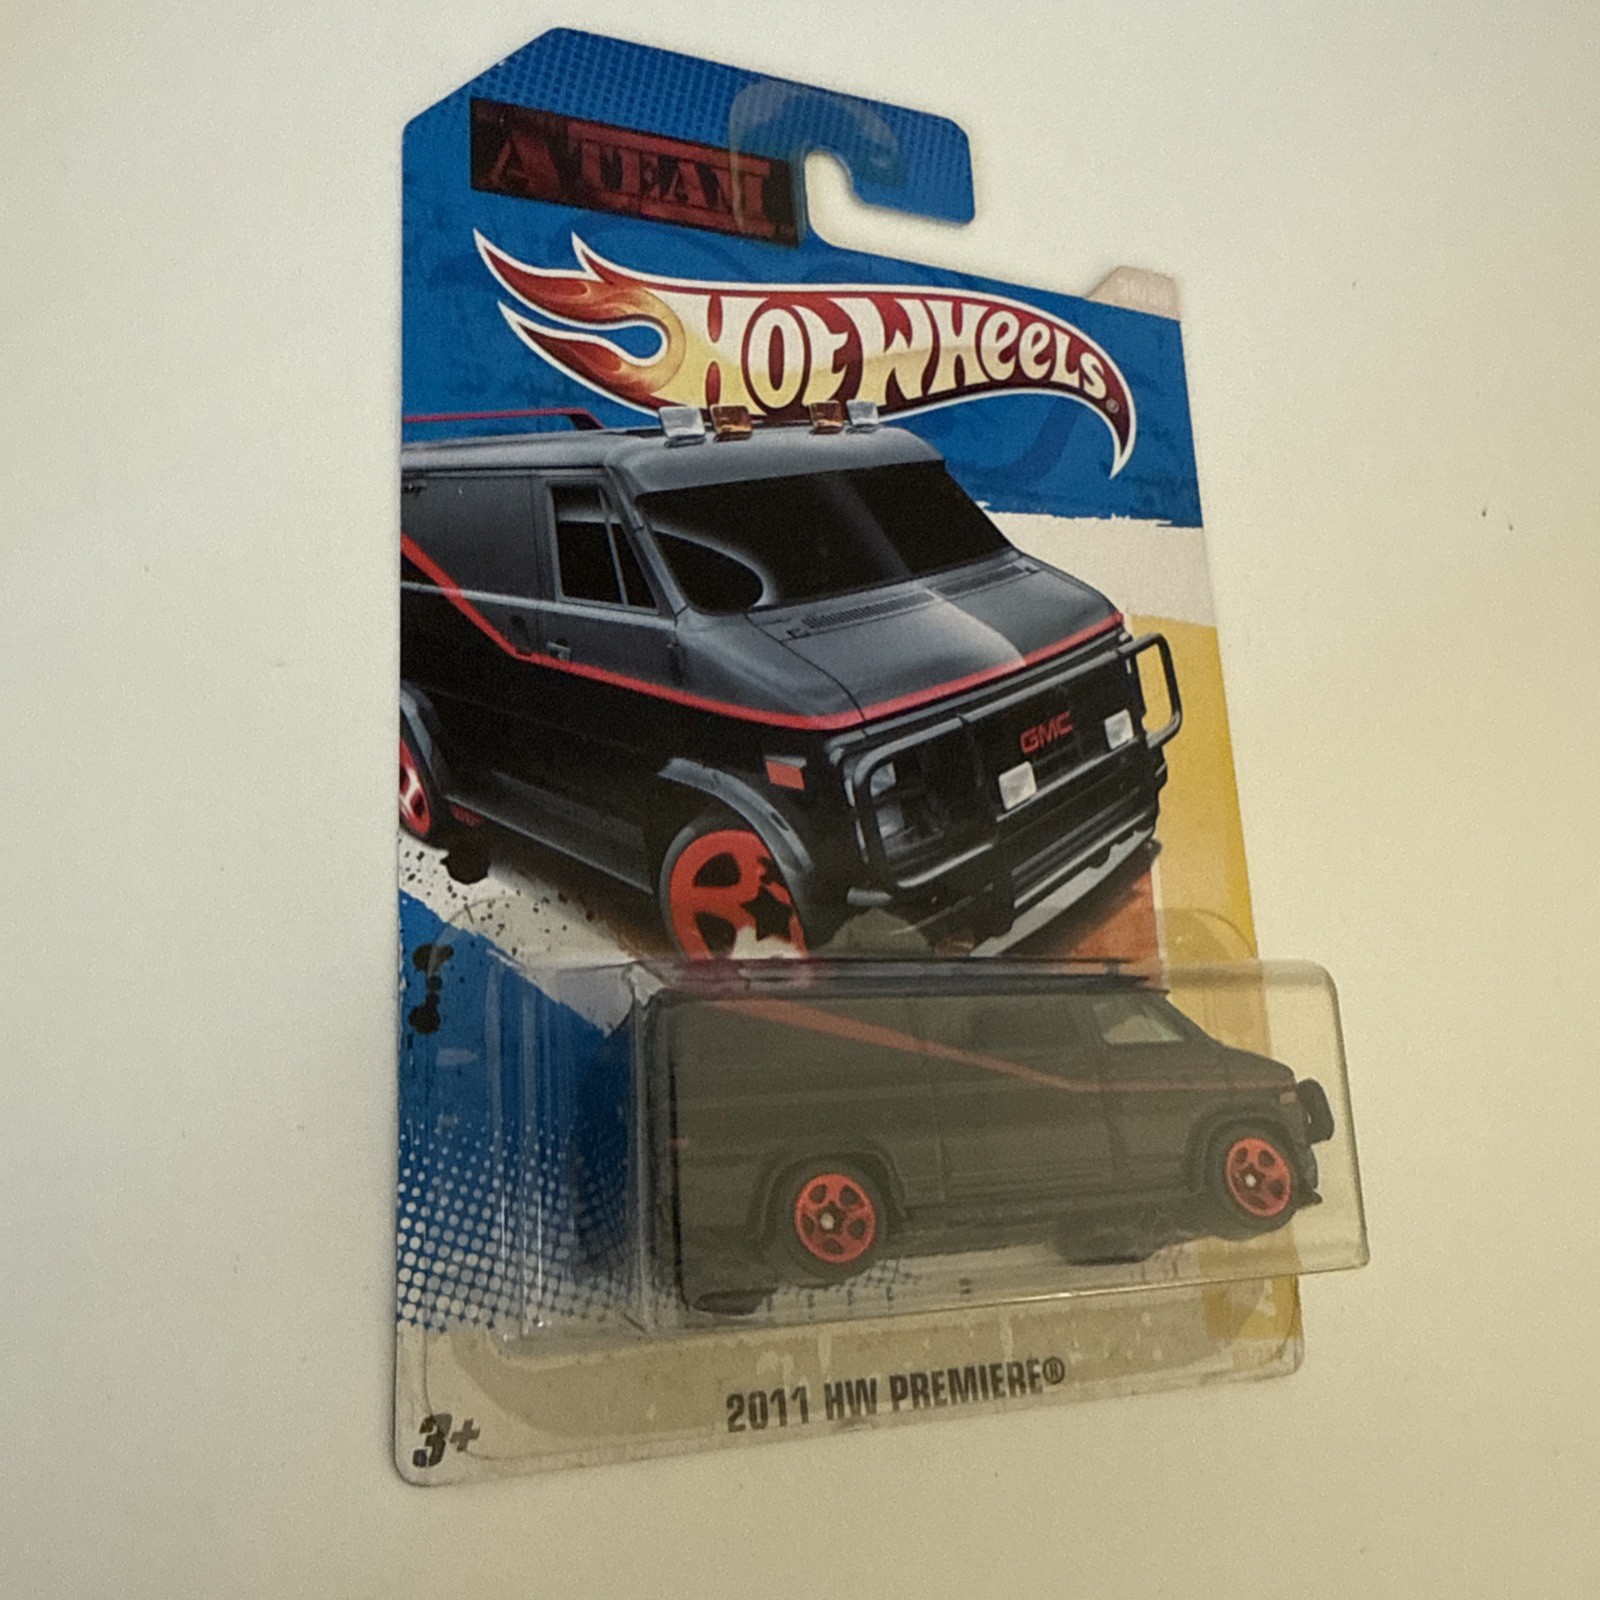 A TEAM
HOT WHEELS®
GMC
2011 HW PREMIERE®
3+